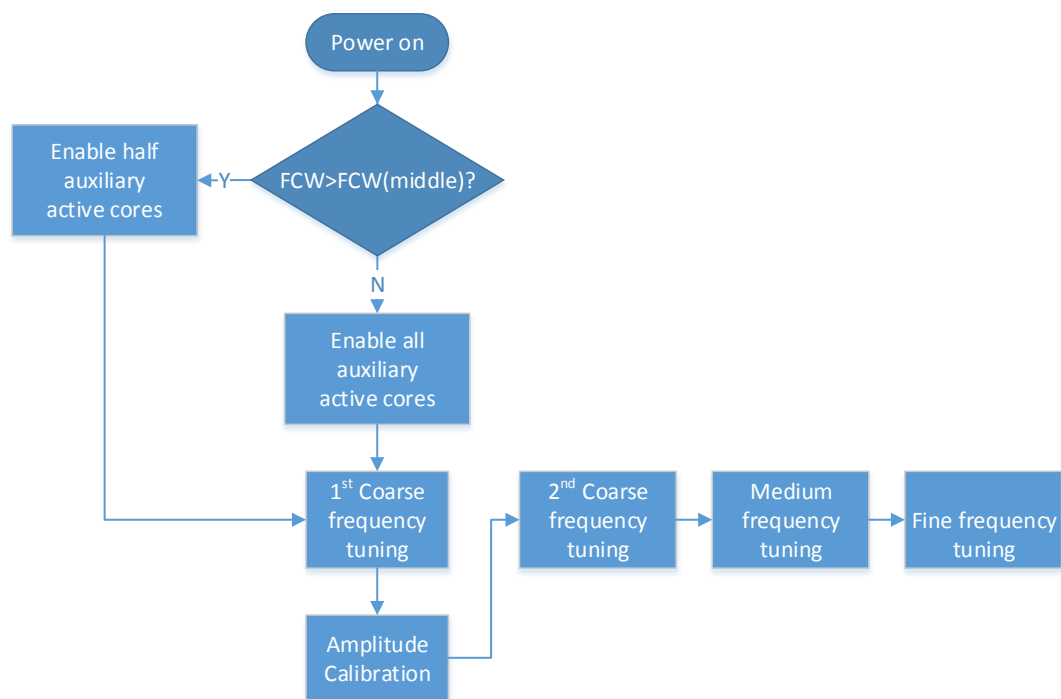 Power on
FCW>FCW(middle)?
Y
Enable half
auxiliary
active cores
N
Enable all
auxiliary
active cores
1st Coarse
frequency
tuning
Amplitude
Calibration
2nd Coarse
frequency
tuning
Medium
frequency
tuning
Fine frequency
tuning